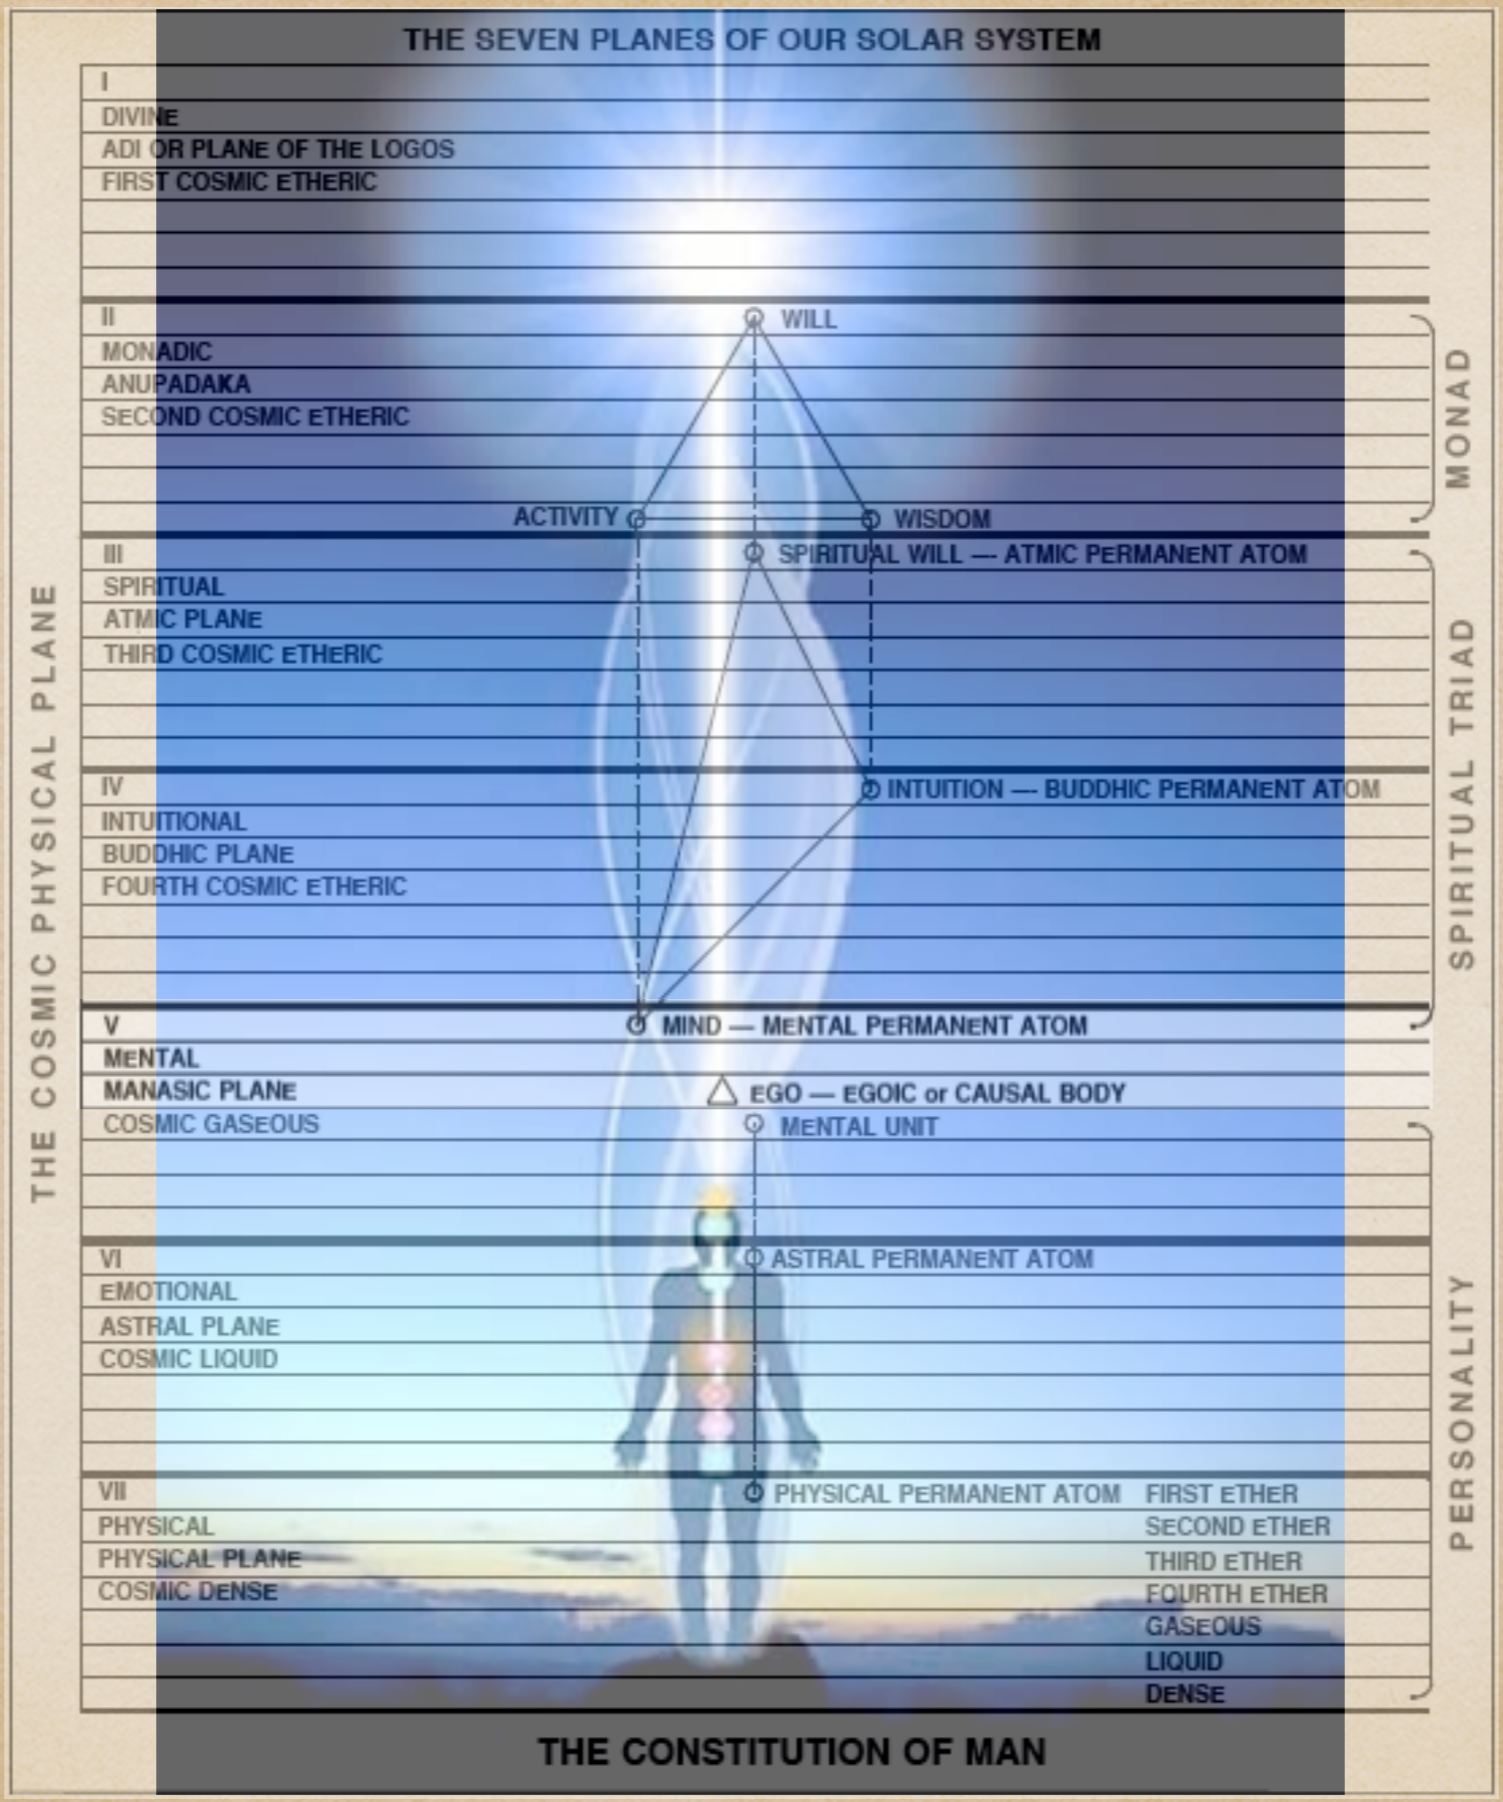 THE SEVEN PLANES OF OUR SOLAR SYSTEM
I
DIVINE
ADI OR PLANE OF THE LOGOS
FIRST COSMIC ETHERIC
II
WILL
MONADIC
ANUPADAKA
SECOND COSMIC ETHERIC
MONAD
ACTIVITY
WISDOM
III
SPIRITUAL WILL — ATMIC PERMANENT ATOM
SPIRITUAL
ATMIC PLANE
THIRD COSMIC ETHERIC
SPIRITUAL TRIAD
THE COSMIC PHYSICAL PLANE
IV
INTUITION — BUDDHIC PERMANENT ATOM
INTUITIONAL
BUDDHIC PLANE
FOURTH COSMIC ETHERIC
V
MIND — MENTAL PERMANENT ATOM
MENTAL
MANASIC PLANE
EGO — EGOIC or CAUSAL BODY
COSMIC GASEOUS
MENTAL UNIT
VI
ASTRAL PERMANENT ATOM
EMOTIONAL
ASTRAL PLANE
COSMIC LIQUID
PERSONALITY
VII
PHYSICAL PERMANENT ATOM
FIRST ETHER
PHYSICAL
SECOND ETHER
PHYSICAL PLANE
THIRD ETHER
COSMIC DENSE
FOURTH ETHER
GASEOUS
LIQUID
DENSE
THE CONSTITUTION OF MAN